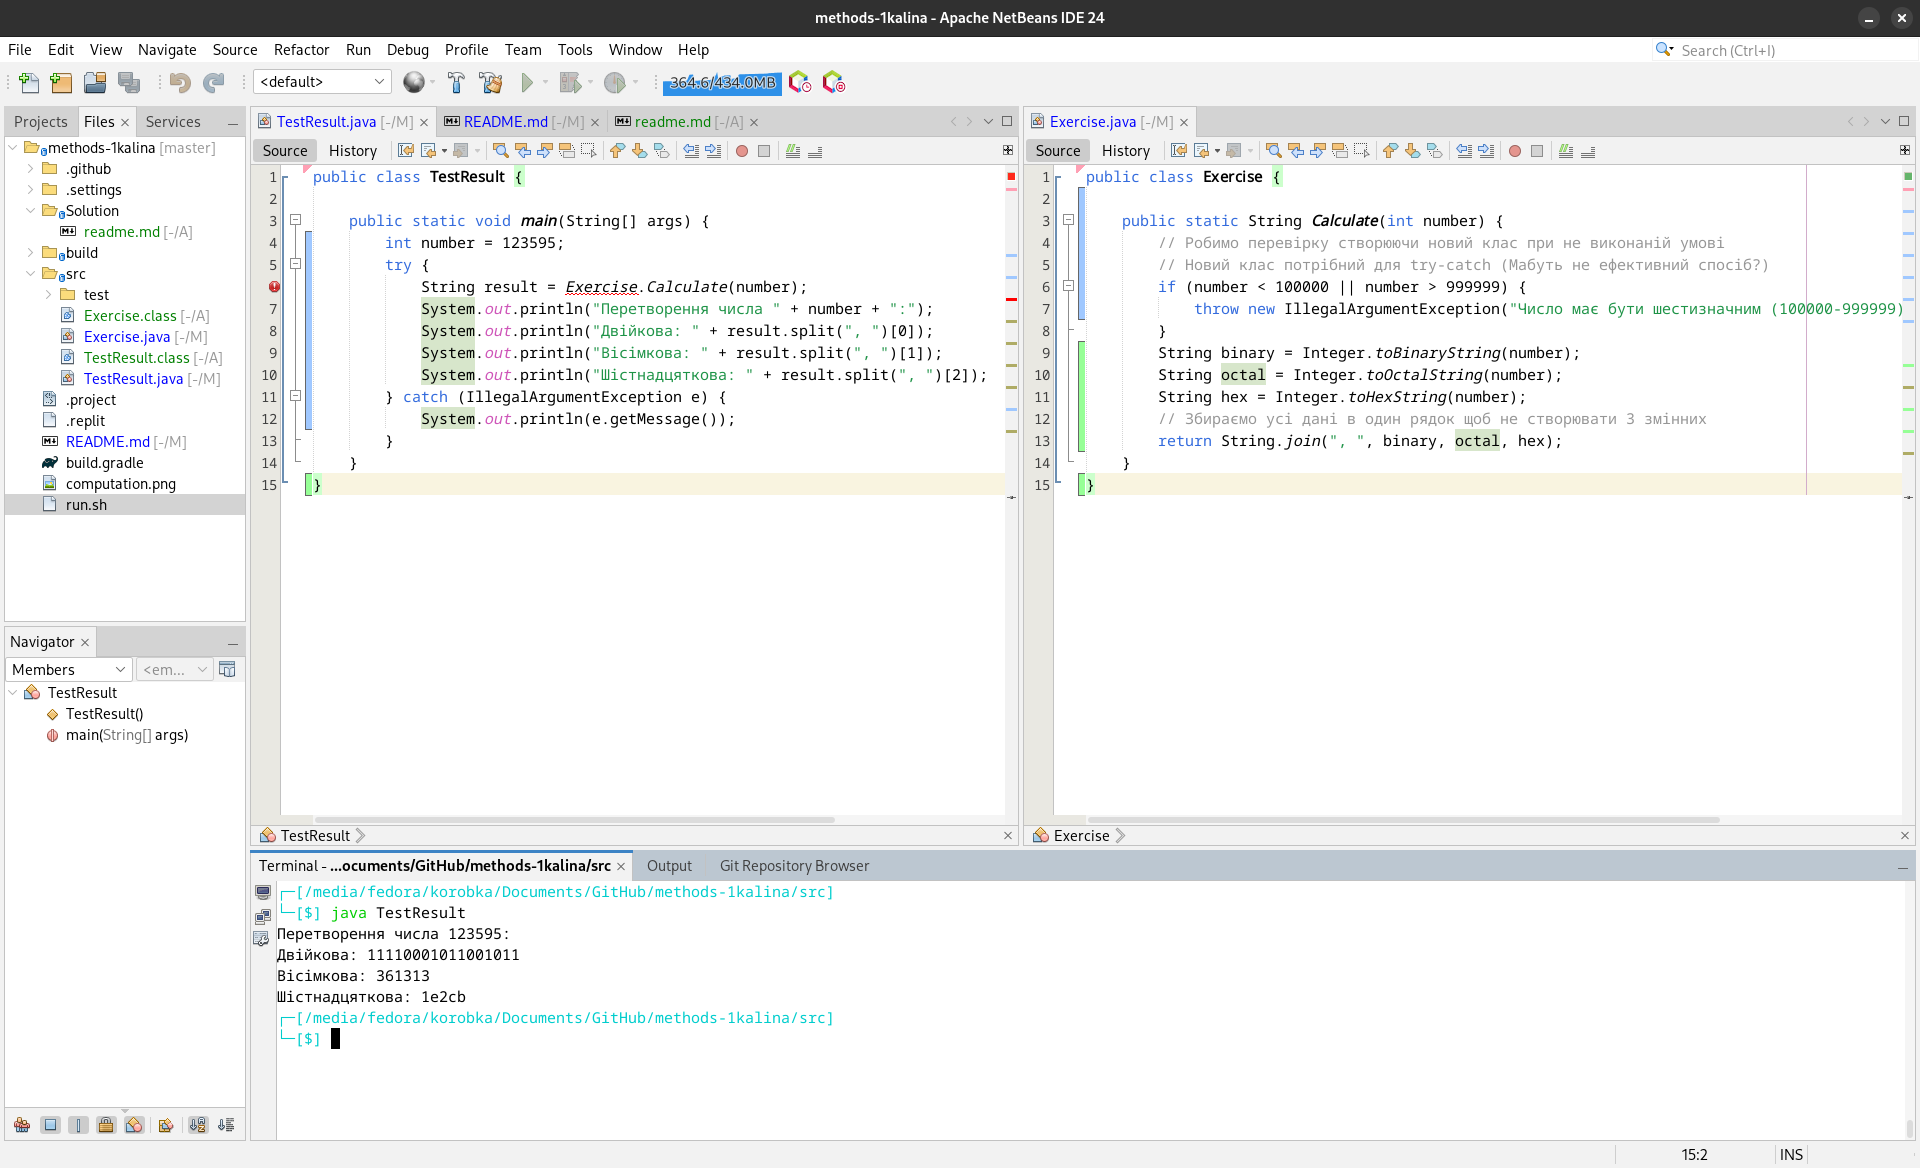 methods-1kalina - Apache NetBeans IDE 24
File Edit View Navigate Source Refactor Run Debug Profile Team Tools Window Help
Search (Ctrl+I)
<default>
364.6/434.0MB
Projects Files Services
methods-1kalina [master]
.github
.settings
Solution
readme.md [-/A]
build
src
test
Exercise.class [-/A]
Exercise.java [-/M]
TestResult.class [-/A]
TestResult.java [-/M]
.project
.replit
README.md [-/M]
build.gradle
computation.png
run.sh
Navigator
Members
<em...
TestResult
TestResult()
main(String[] args)
TestResult.java [-/M] README.md [-/M] readme.md [-/A]
Source History
1 public class TestResult {
2
3 public static void main(String[] args) {
4 int number = 123595;
5 try {
String result = Exercise.Calculate(number);
7 System.out.println("Перетворення числа " + number + ":");
8 System.out.println("Двійкова: " + result.split(", ")[0]);
9 System.out.println("Вісімкова: " + result.split(", ")[1]);
10 System.out.println("Шістнадцяткова: " + result.split(", ")[2]);
11 } catch (IllegalArgumentException e) {
12 System.out.println(e.getMessage());
13 }
14 }
15 }
TestResult
Exercise.java [-/M]
Source History
1 public class Exercise {
2
3 public static String Calculate(int number) {
4 // Робимо перевірку створюючи новий клас при не виконаній умові
5 // Новий клас потрібний для try-catch (Мабуть не ефективний спосіб?)
6 if (number < 100000 || number > 999999) {
7 throw new IllegalArgumentException("Число має бути шестизначним (100000-999999)
8 }
9 String binary = Integer.toBinaryString(number);
10 String octal = Integer.toOctalString(number);
11 String hex = Integer.toHexString(number);
12 // Збираємо усі дані в один рядок щоб не створювати 3 змінних
13 return String.join(", ", binary, octal, hex);
14 }
15 }
Exercise
Terminal - ...ocuments/GitHub/methods-1kalina/src Output Git Repository Browser
┌─[/media/fedora/korobka/Documents/GitHub/methods-1kalina/src]
└─[$] java TestResult
Перетворення числа 123595:
Двійкова: 11110001011001011
Вісімкова: 361313
Шістнадцяткова: 1e2cb
┌─[/media/fedora/korobka/Documents/GitHub/methods-1kalina/src]
└─[$]
15:2 INS